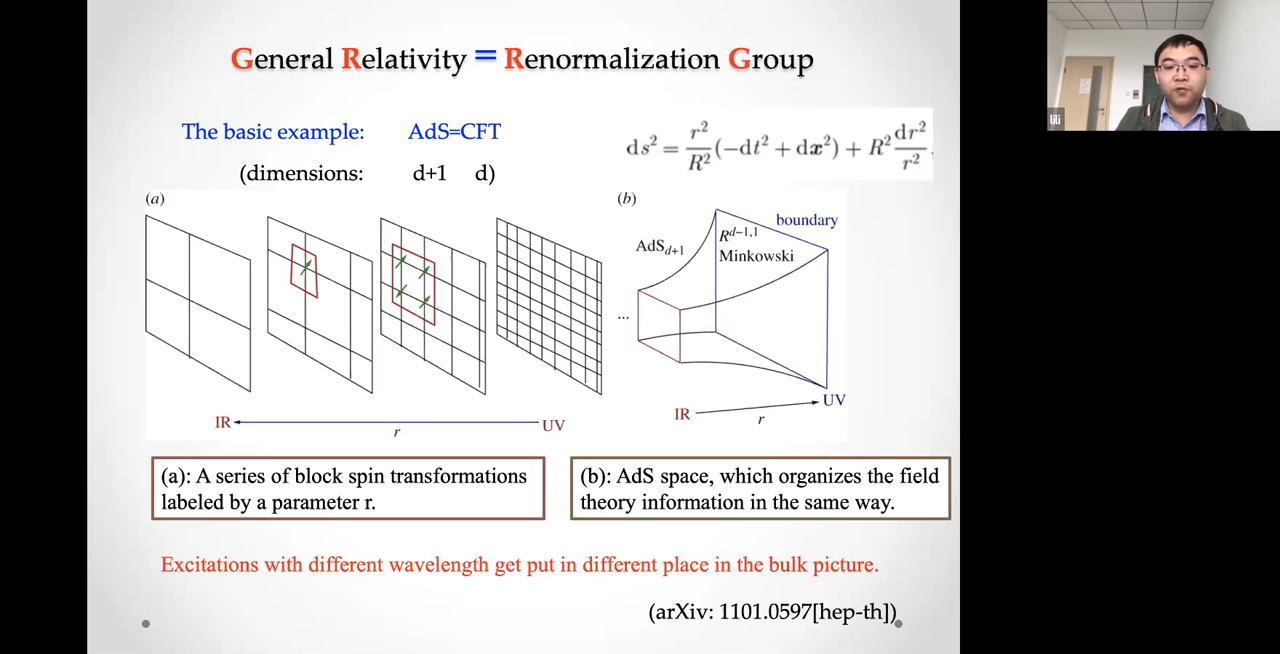 General Relativity = Renormalization Group
The basic example: AdS=CFT
(dimensions: d+1 d)
ds² = r²/R² (−dt² + dx²) + R² dr²/r² .
(a)
IR
r
UV
(b)
boundary
AdS_{d+1}
R^{d−1,1}
Minkowski
...
IR
r
UV
(a): A series of block spin transformations
labeled by a parameter r.
(b): AdS space, which organizes the field
theory information in the same way.
Excitations with different wavelength get put in different place in the bulk picture.
(arXiv: 1101.0597[hep-th])
lili